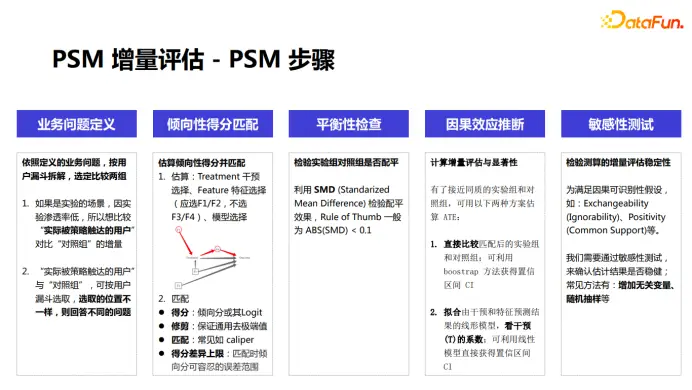 DataFun.
PSM 增量评估 - PSM 步骤
业务问题定义
依照定义的业务问题，按用
户漏斗拆解，选定比较两组
1. 如果是实验的场景，因实
验渗透率低，所以想比较
“实际被策略触达的用户”
对比“对照组”的增量
2. “实际被策略触达的用户”
与“对照组”，可按用户
漏斗选取，选取的位置不
一样，则回答不同的问题
倾向性得分匹配
估算倾向性得分并匹配
1. 估算：Treatment 干预
选择、Feature 特征选择
（应选F1/F2，不选
F3/F4）、模型选择
2. 匹配
● 得分：倾向分或其Logit
● 修剪：保证通用去极端值
● 匹配：常见如 caliper
● 得分差异上限：匹配时倾
向分可容忍的误差范围
平衡性检查
检验实验组对照组是否配平
利用 SMD (Standarized
Mean Difference) 检验配平
效果，Rule of Thumb 一般
为 ABS(SMD) < 0.1
因果效应推断
计算增量评估与显著性
有了接近同质的实验组和对
照组，可用以下两种方案估
算 ATE：
1. 直接比较匹配后的实验组
和对照组；可利用
boostrap 方法获得置信
区间 CI
2. 拟合由干预和特征预测结
果的线形模型，看干预
(T)的系数；可利用线性
模型直接获得置信区间
CI
敏感性测试
检验测算的增量评估稳定性
为满足因果可识别性假设，
如：Exchangeability
(Ignorability)、Positivity
(Common Support)等。
我们需要通过敏感性测试，
来确认估计结果是否稳健；
常见方法有：增加无关变量、
随机抽样等